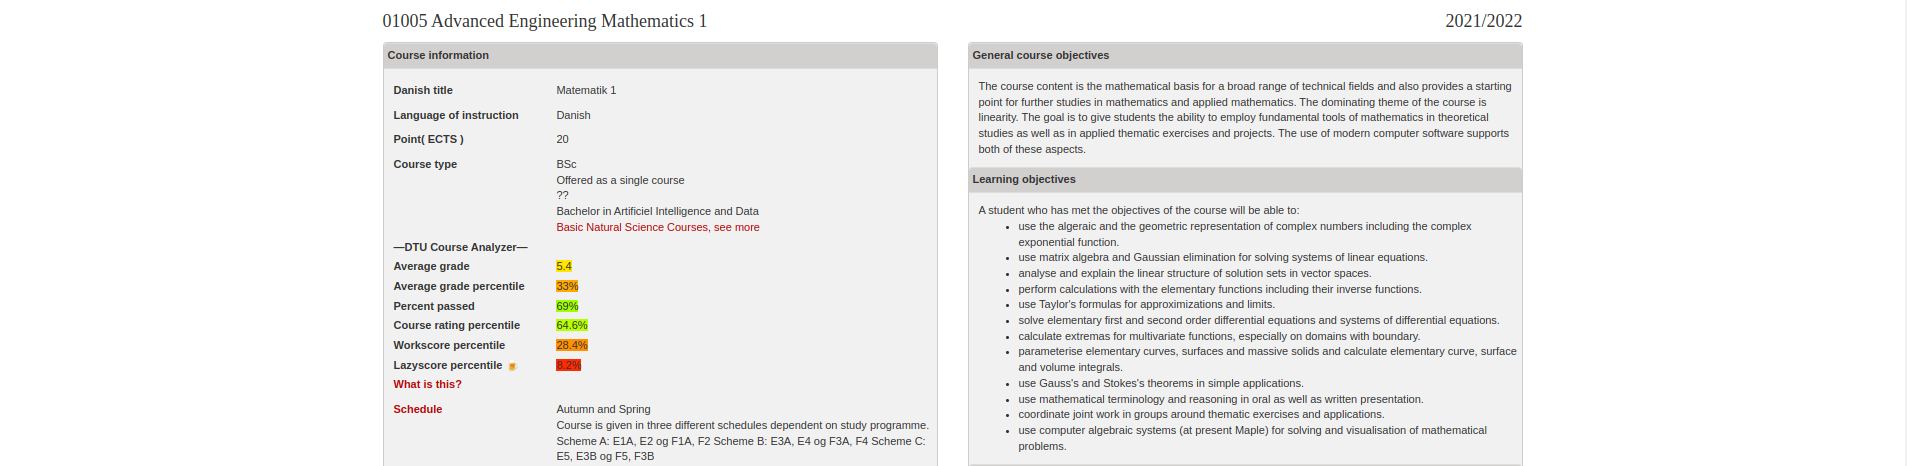 01005 Advanced Engineering Mathematics 1
2021/2022
Course information
Danish title Matematik 1
Language of instruction Danish
Point( ECTS ) 20
Course type BSc
Offered as a single course
??
Bachelor in Artificiel Intelligence and Data
Basic Natural Science Courses, see more
—DTU Course Analyzer—
Average grade 5.4
Average grade percentile 33%
Percent passed 69%
Course rating percentile 64.6%
Workscore percentile 28.4%
Lazyscore percentile 🍺 8.2%
What is this?
Schedule Autumn and Spring
Course is given in three different schedules dependent on study programme.
Scheme A: E1A, E2 og F1A, F2 Scheme B: E3A, E4 og F3A, F4 Scheme C:
E5, E3B og F5, F3B
General course objectives
The course content is the mathematical basis for a broad range of technical fields and also provides a starting
point for further studies in mathematics and applied mathematics. The dominating theme of the course is
linearity. The goal is to give students the ability to employ fundamental tools of mathematics in theoretical
studies as well as in applied thematic exercises and projects. The use of modern computer software supports
both of these aspects.
Learning objectives
A student who has met the objectives of the course will be able to:
• use the algeraic and the geometric representation of complex numbers including the complex
exponential function.
• use matrix algebra and Gaussian elimination for solving systems of linear equations.
• analyse and explain the linear structure of solution sets in vector spaces.
• perform calculations with the elementary functions including their inverse functions.
• use Taylor's formulas for approximizations and limits.
• solve elementary first and second order differential equations and systems of differential equations.
• calculate extremas for multivariate functions, especially on domains with boundary.
• parameterise elementary curves, surfaces and massive solids and calculate elementary curve, surface
and volume integrals.
• use Gauss's and Stokes's theorems in simple applications.
• use mathematical terminology and reasoning in oral as well as written presentation.
• coordinate joint work in groups around thematic exercises and applications.
• use computer algebraic systems (at present Maple) for solving and visualisation of mathematical
problems.